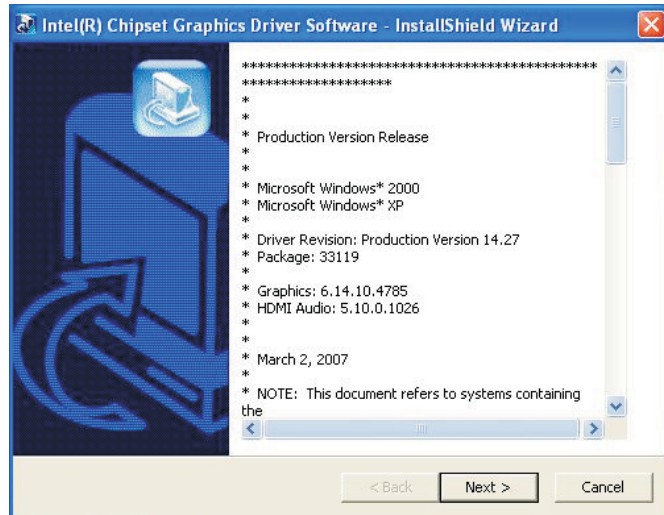 Intel(R) Chipset Graphics Driver Software - InstallShield Wizard
*********************************************
*******************
*
*
* Production Version Release
*
*
* Microsoft Windows* 2000
* Microsoft Windows* XP
*
* Driver Revision: Production Version 14.27
* Package: 33119
*
* Graphics: 6.14.10.4785
* HDMI Audio: 5.10.0.1026
*
*
* March 2, 2007
*
* NOTE: This document refers to systems containing
the
< Back
Next >
Cancel